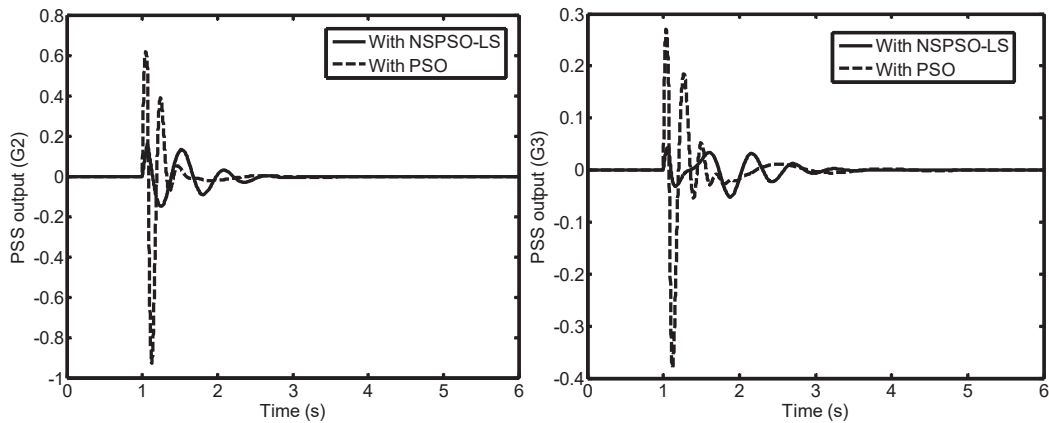 0.8
0.6
0.4
0.2
0
-0.2
-0.4
-0.6
-0.8
-1
PSS output (G2)
With NSPSO-LS
With PSO
0 1 2 3 4 5 6
Time (s)
0.3
0.2
0.1
0
-0.1
-0.2
-0.3
-0.4
PSS output (G3)
With NSPSO-LS
With PSO
0 1 2 3 4 5 6
Time (s)